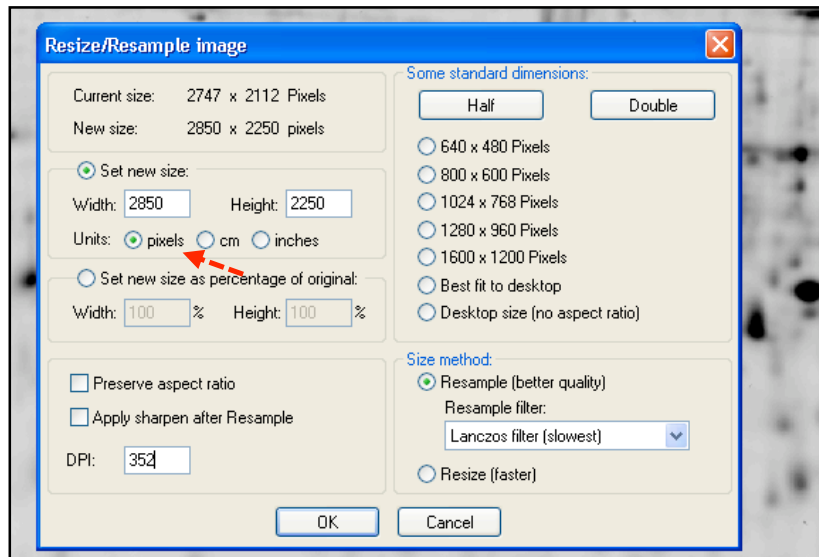 Resize/Resample image
Current size: 2747 x 2112 Pixels
New size: 2850 x 2250 pixels
Set new size:
Width: 2850 Height: 2250
Units: pixels cm inches
Set new size as percentage of original:
Width: 100 % Height: 100 %
Preserve aspect ratio
Apply sharpen after Resample
DPI: 352
Some standard dimensions:
Half Double
640 x 480 Pixels
800 x 600 Pixels
1024 x 768 Pixels
1280 x 960 Pixels
1600 x 1200 Pixels
Best fit to desktop
Desktop size (no aspect ratio)
Size method:
Resample (better quality)
Resample filter:
Lanczos filter (slowest)
Resize (faster)
OK Cancel